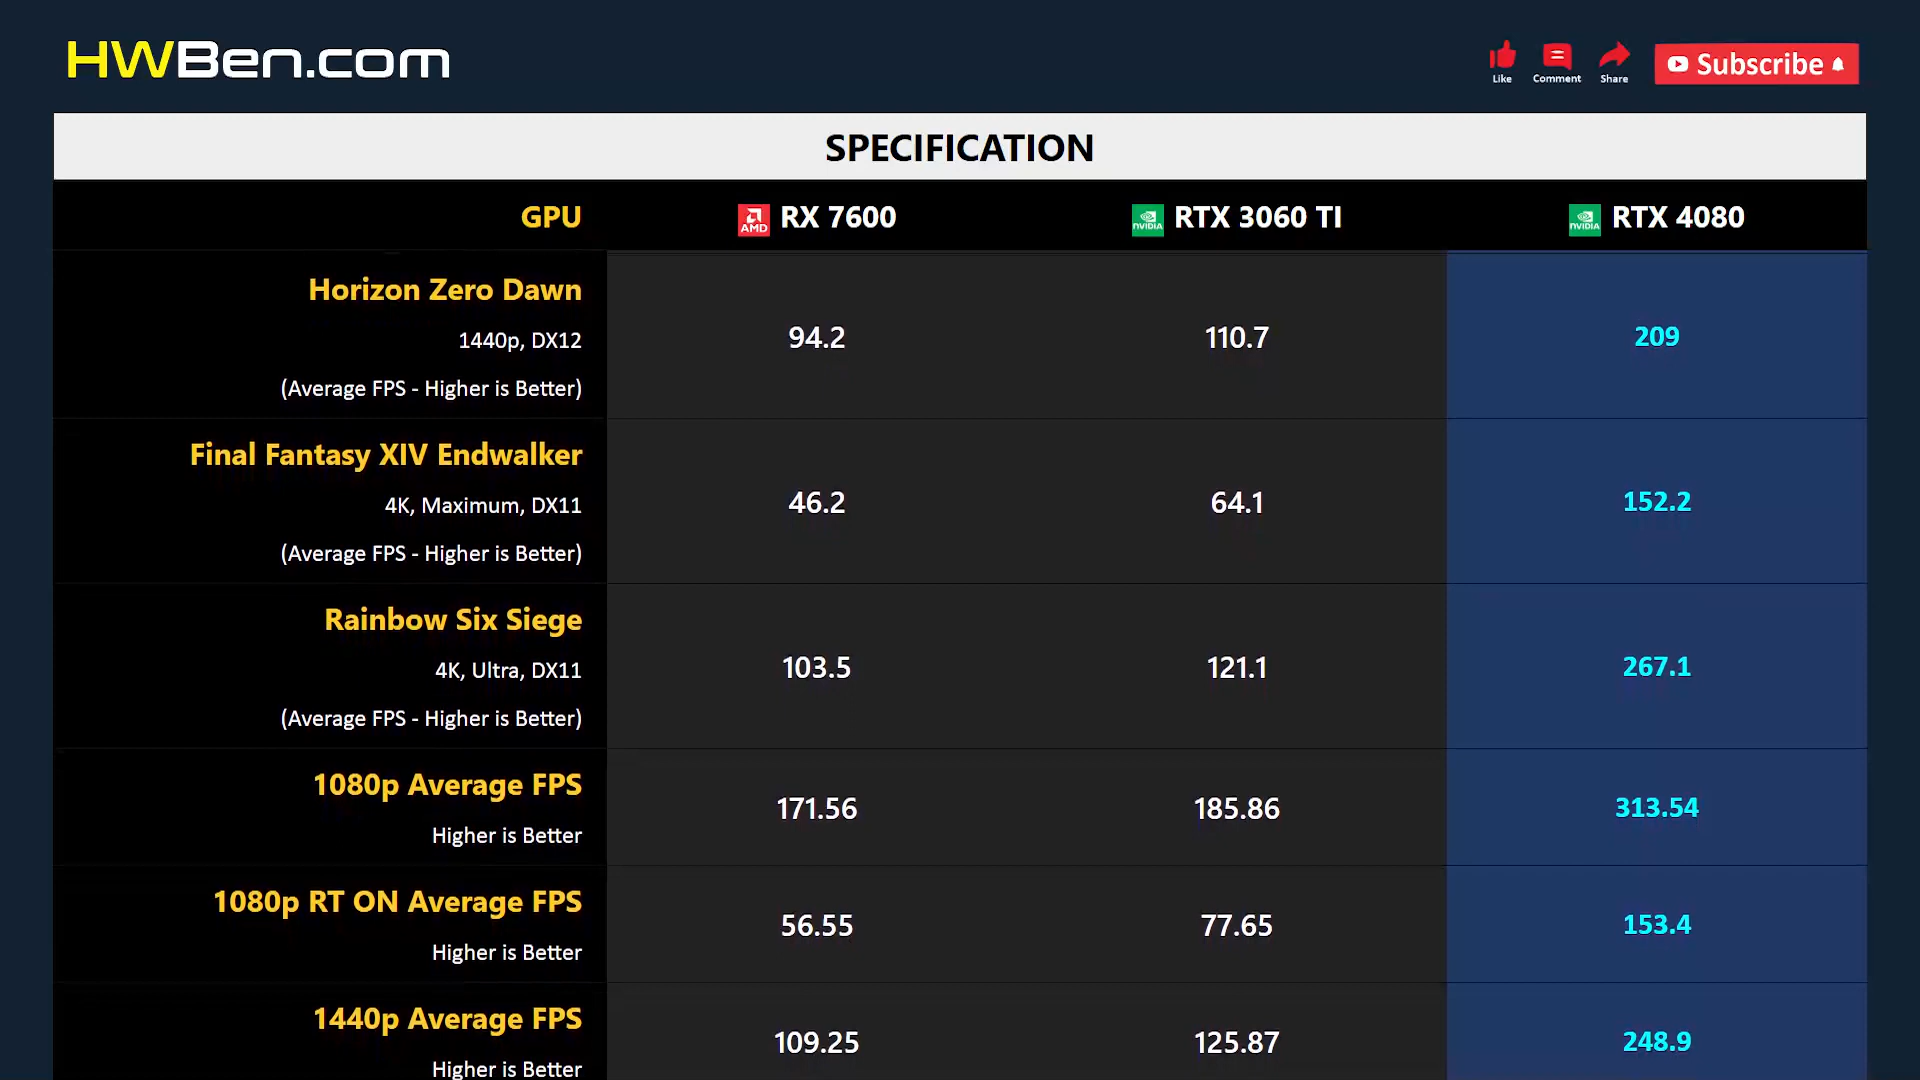 HWBen.com
Like
Comment
Share
Subscribe
SPECIFICATION
GPU
AMD RX 7600
NVIDIA RTX 3060 TI
NVIDIA RTX 4080
Horizon Zero Dawn
1440p, DX12
(Average FPS - Higher is Better)
94.2
110.7
209
Final Fantasy XIV Endwalker
4K, Maximum, DX11
(Average FPS - Higher is Better)
46.2
64.1
152.2
Rainbow Six Siege
4K, Ultra, DX11
(Average FPS - Higher is Better)
103.5
121.1
267.1
1080p Average FPS
Higher is Better
171.56
185.86
313.54
1080p RT ON Average FPS
Higher is Better
56.55
77.65
153.4
1440p Average FPS
Higher is Better
109.25
125.87
248.9